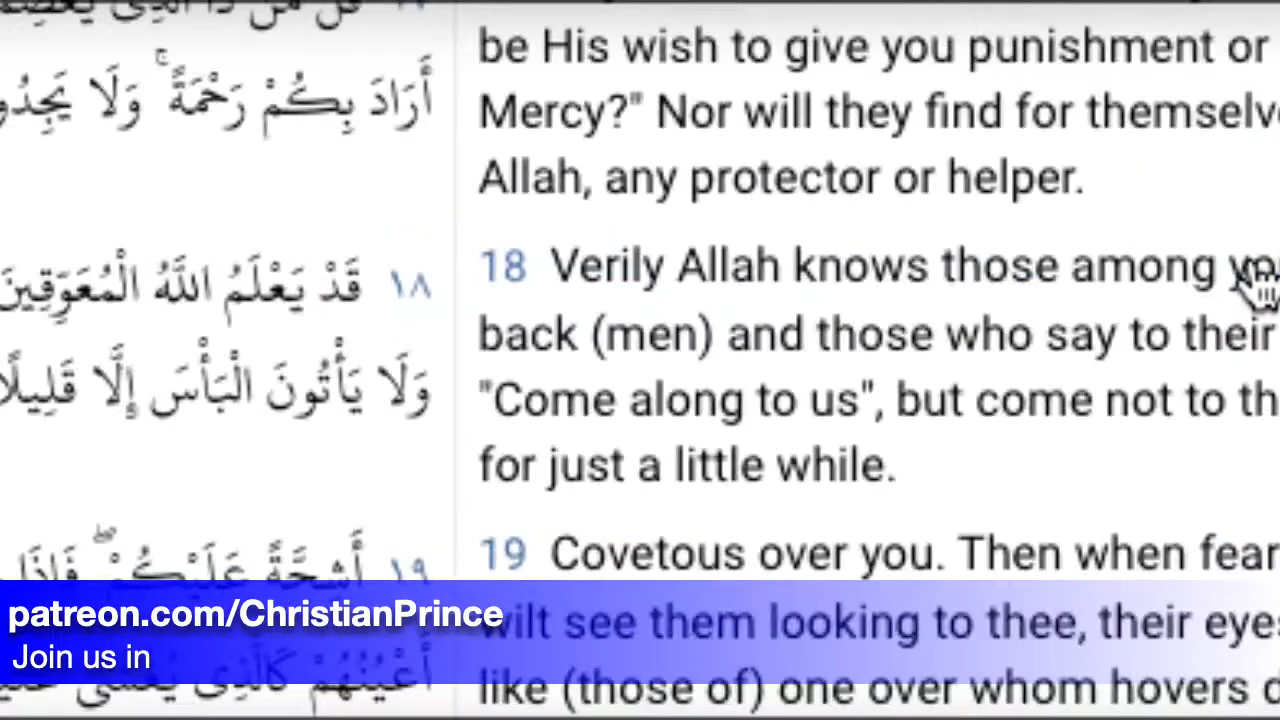 be His wish to give you punishment or
Mercy?" Nor will they find for themselv
Allah, any protector or helper.
أَرَادَ بِكُمْ رَحْمَةً ۚ وَلَا
١٨ قَدْ يَعْلَمُ اللَّهُ الْمُعَوِّقِينَ
وَلَا يَأْتُونَ الْبَأْسَ إِلَّا قَلِيلًا
18 Verily Allah knows those among
back (men) and those who say to their
"Come along to us", but come not to th
for just a little while.
١٩ أَشِحَّةً عَلَيْكُمْ ۖ فَإِذَا
19 Covetous over you. Then when fear
wilt see them looking to thee, their eyes
like (those of) one over whom hovers d
patreon.com/ChristianPrince
Join us in